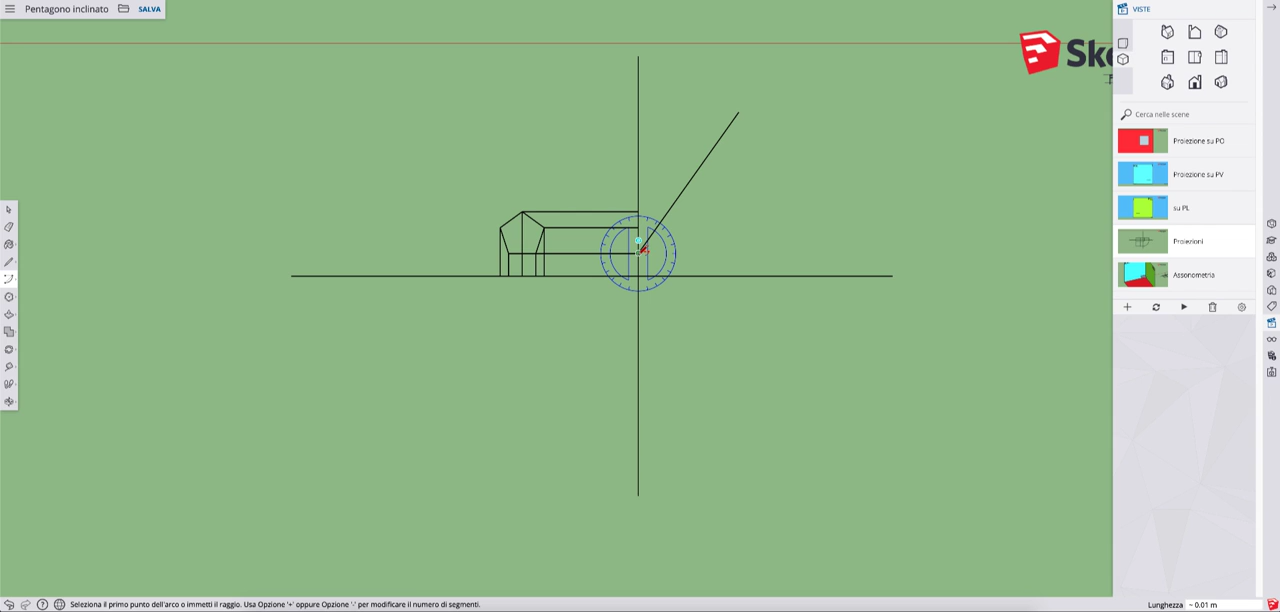 Pentagono inclinato
SALVA
VISTE
Cerca nelle scene
Proiezione su PO
Proiezione su PV
su PL
Proiezioni
Assonometria
Seleziona il primo punto dell'arco o immetti il raggio. Usa Opzione '+' oppure Opzione '-' per modificare il numero di segmenti.
Lunghezza ~ 0.01 m